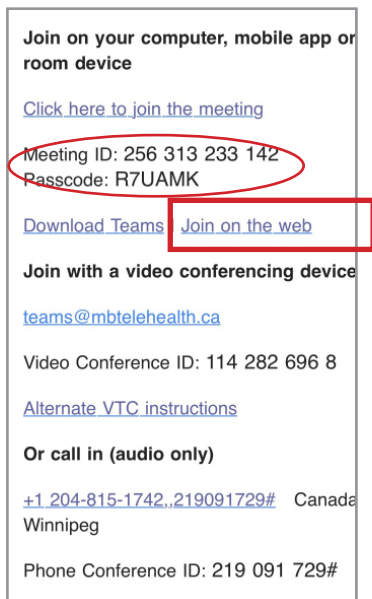 Join on your computer, mobile app or
room device
Click here to join the meeting
Meeting ID: 256 313 233 142
Passcode: R7UAMK
Download Teams | Join on the web
Join with a video conferencing device
teams@mbtelehealth.ca
Video Conference ID: 114 282 696 8
Alternate VTC instructions
Or call in (audio only)
+1 204-815-1742,,219091729# Canada
Winnipeg
Phone Conference ID: 219 091 729#